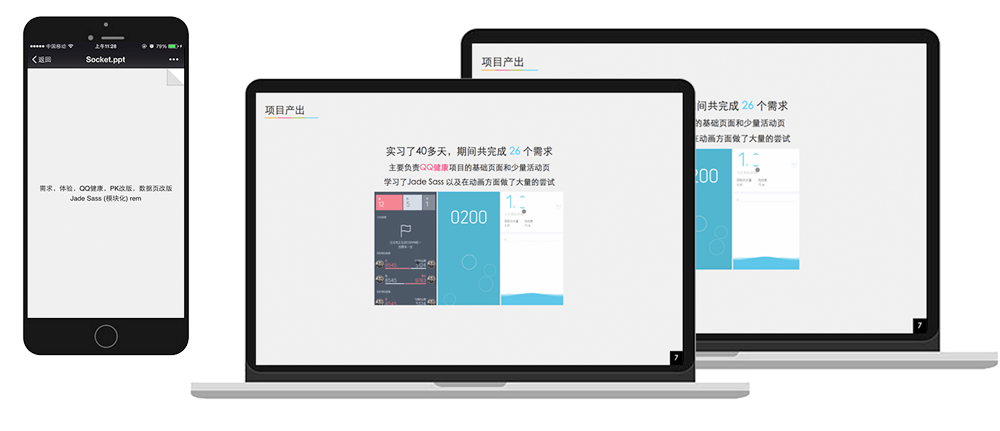 中国移动
上午11:28
79%
返回
Socket.ppt
需求、体验、QQ健康、PK改版、数据页改版
Jade Sass (模块化) rem
项目产出
实习了40多天，期间共完成 26 个需求
主要负责QQ健康项目的基础页面和少量活动页
学习了Jade Sass 以及在动画方面做了大量的尝试
12
5
1
0200
7
项目产出
间共完成 26 个需求
的基础页面和少量活动页
在动画方面做了大量的尝试
7